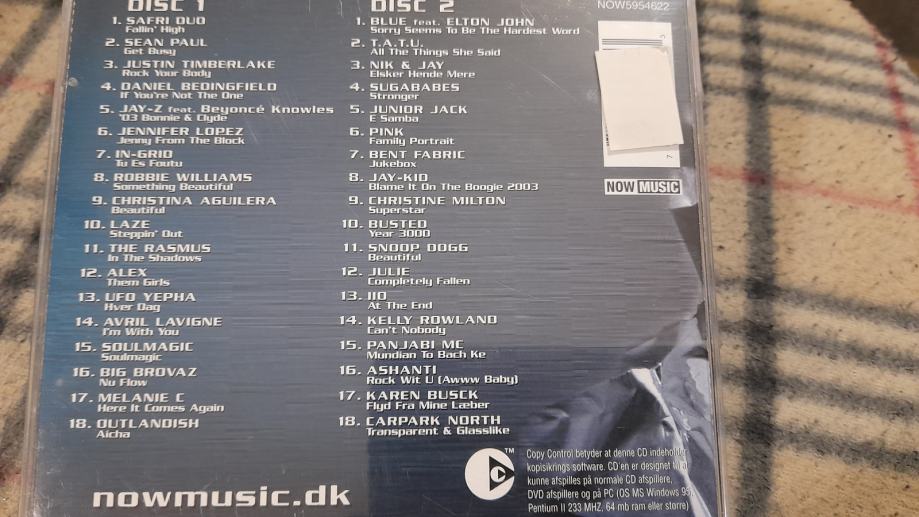 DISC 1
1. SAFRI DUO
Fallin' High
2. SEAN PAUL
Get Busy
3. JUSTIN TIMBERLAKE
Rock Your Body
4. DANIEL BEDINGFIELD
If You're Not The One
5. JAY-Z feat. Beyoncé Knowles
'03 Bonnie & Clyde
6. JENNIFER LOPEZ
Jenny From The Block
7. IN-GRID
Tu Es Foutu
8. ROBBIE WILLIAMS
Something Beautiful
9. CHRISTINA AGUILERA
Beautiful
10. LAZE
Steppin' Out
11. THE RASMUS
In The Shadows
12. ALEX
Them Girls
13. UFO YEPHA
Hver Dag
14. AVRIL LAVIGNE
I'm With You
15. SOULMAGIC
Soulmagic
16. BIG BROVAZ
Nu Flow
17. MELANIE C
Here It Comes Again
18. OUTLANDISH
Aicha
DISC 2
1. BLUE feat. ELTON JOHN
Sorry Seems To Be The Hardest Word
2. T.A.T.U.
All The Things She Said
3. NIK & JAY
Elsker Hende Mere
4. SUGABABES
Stronger
5. JUNIOR JACK
E Samba
6. PINK
Family Portrait
7. BENT FABRIC
Jukebox
8. JAY-KID
Blame It On The Boogie 2003
9. CHRISTINE MILTON
Superstar
10. BUSTED
Year 3000
11. SNOOP DOGG
Beautiful
12. JULIE
Completely Fallen
13. IIO
At The End
14. KELLY ROWLAND
Can't Nobody
15. PANJABI MC
Mundian To Bach Ke
16. ASHANTI
Rock Wit U (Awww Baby)
17. KAREN BUSCK
Flyd Fra Mine Læber
18. CARPARK NORTH
Transparent & Glasslike
NOW5954622
NOW MUSIC
nowmusic.dk
TM
Copy Control betyder at denne CD indeholder
kopisikrings software. CD'en er designet til at
kunne afspilles på normale CD afspillere,
DVD afspillere og på PC (OS MS Windows 95,
Pentium II 233 MHZ, 64 mb ram eller større)